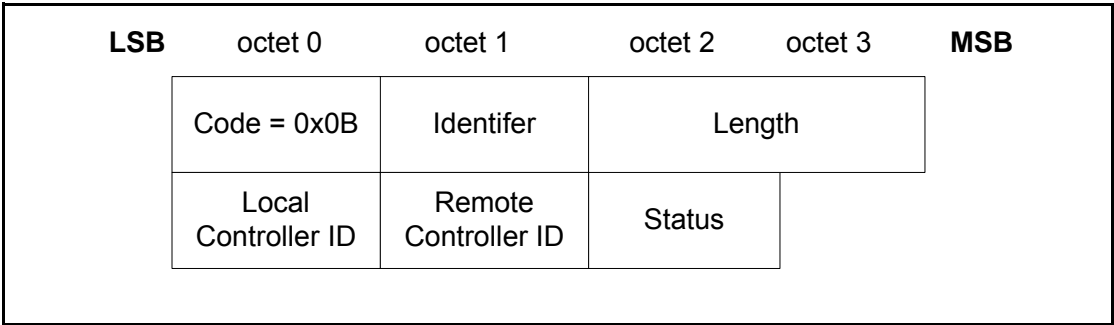 LSB octet 0 octet 1 octet 2 octet 3 MSB
Code = 0x0B Identifer Length
Local Remote Status
Controller ID Controller ID